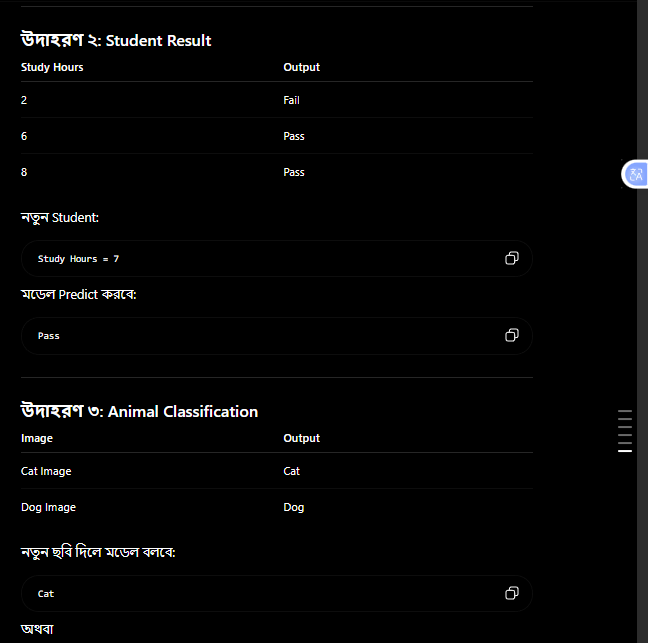 উদাহরণ ২: Student Result
Study Hours Output
2 Fail
6 Pass
8 Pass
নতুন Student:
Study Hours = 7
মডেল Predict করবে:
Pass
উদাহরণ ৩: Animal Classification
Image Output
Cat Image Cat
Dog Image Dog
নতুন ছবি দিলে মডেল বলবে:
Cat
অথবা